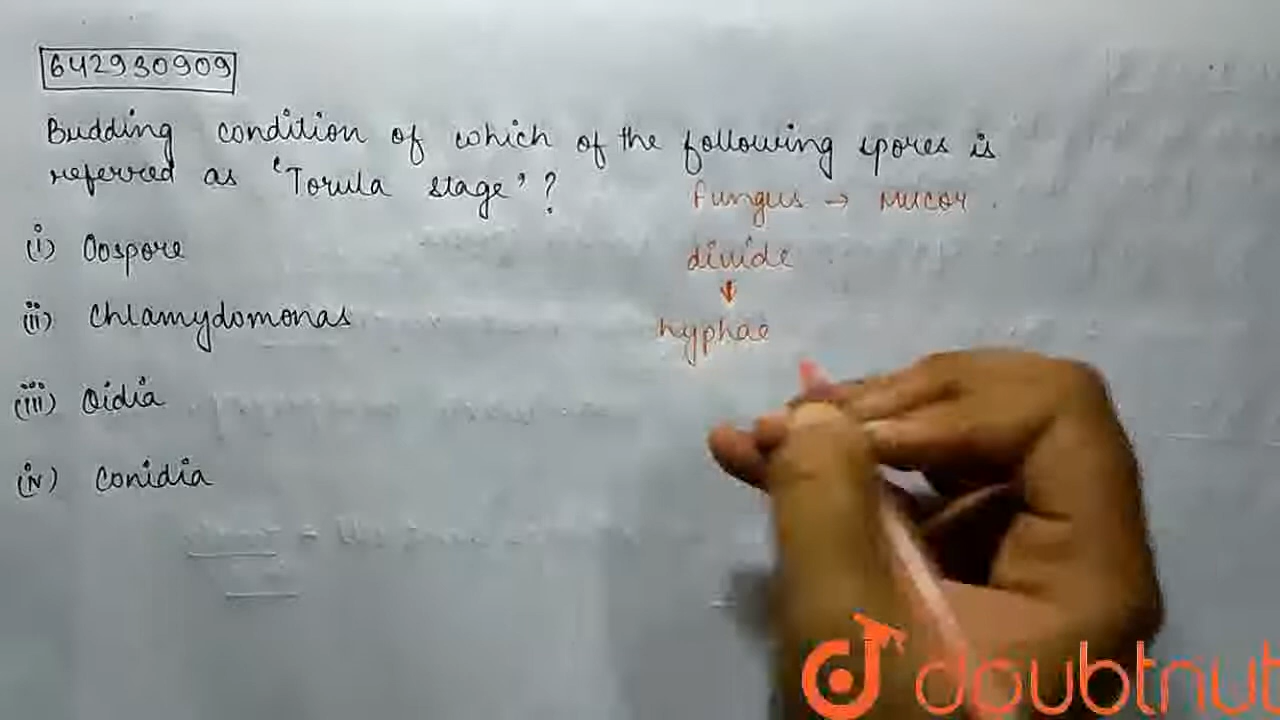 642930909
Budding condition of which of the following spores is
referred as 'Torula stage'?
fungus → Mucor
(i) Oospore
divide
↓
(ii) Chlamydomonas
hyphae
(iii) Oidia
(iv) Conidia
doubtnut